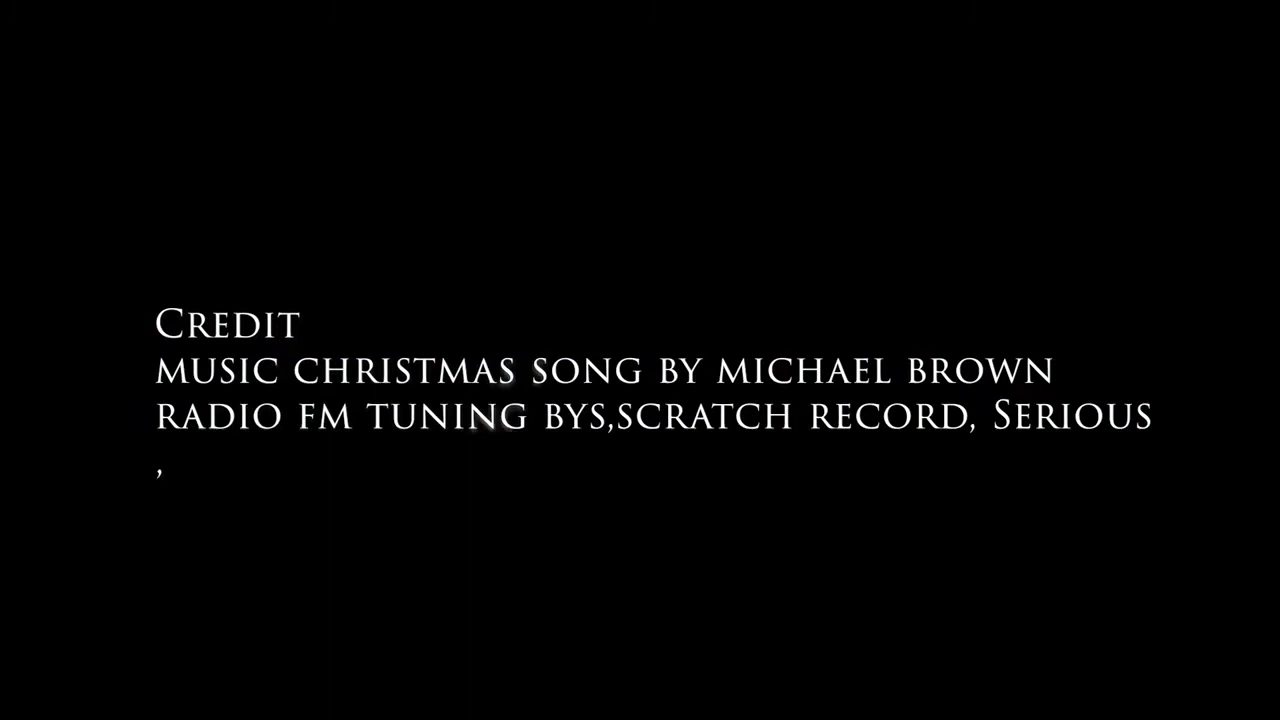 Credit
music christmas song by michael brown
radio fm tuning bys,scratch record, Serious
,